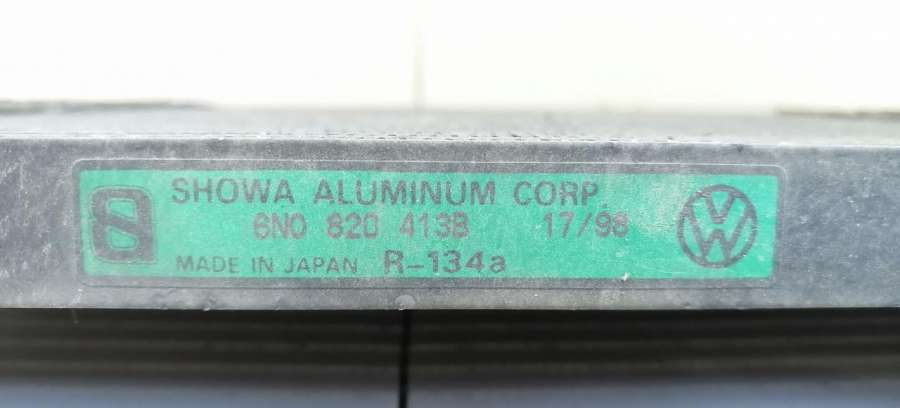 SHOWA ALUMINUM CORP.
6N0 820 413B 17/98
MADE IN JAPAN R-134a